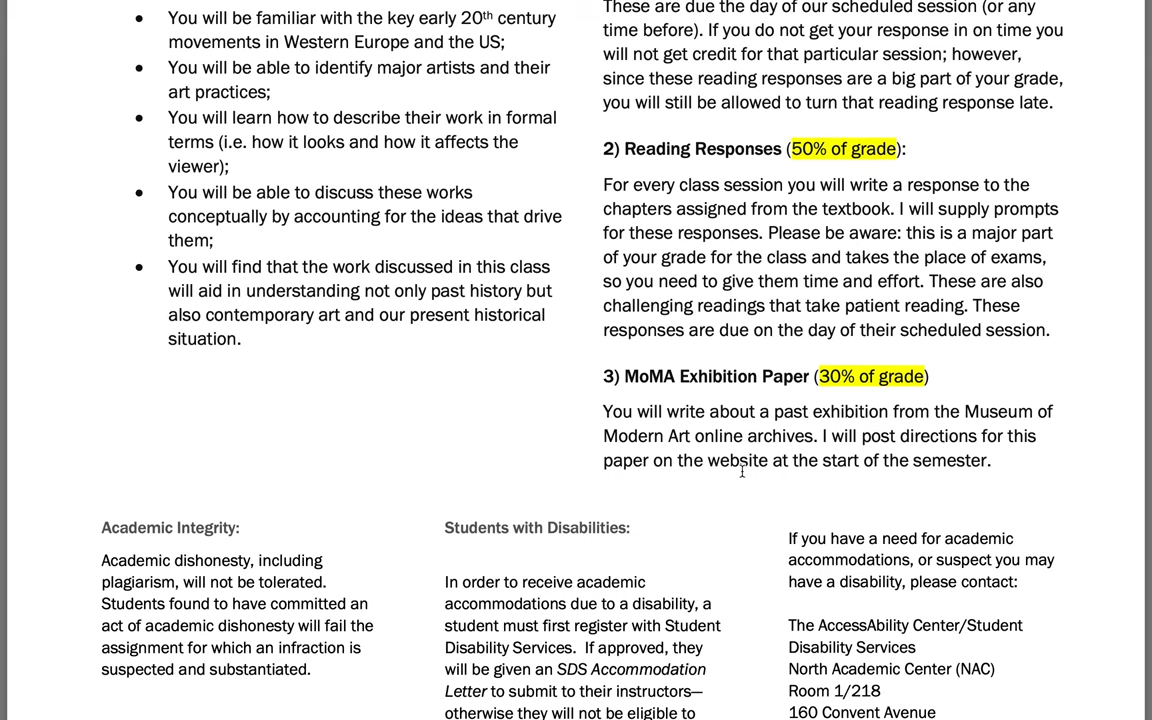 • You will be familiar with the key early 20th century
movements in Western Europe and the US;
• You will be able to identify major artists and their
art practices;
• You will learn how to describe their work in formal
terms (i.e. how it looks and how it affects the
viewer);
• You will be able to discuss these works
conceptually by accounting for the ideas that drive
them;
• You will find that the work discussed in this class
will aid in understanding not only past history but
also contemporary art and our present historical
situation.
These are due the day of our scheduled session (or any
time before). If you do not get your response in on time you
will not get credit for that particular session; however,
since these reading responses are a big part of your grade,
you will still be allowed to turn that reading response late.
2) Reading Responses (50% of grade):
For every class session you will write a response to the
chapters assigned from the textbook. I will supply prompts
for these responses. Please be aware: this is a major part
of your grade for the class and takes the place of exams,
so you need to give them time and effort. These are also
challenging readings that take patient reading. These
responses are due on the day of their scheduled session.
3) MoMA Exhibition Paper (30% of grade)
You will write about a past exhibition from the Museum of
Modern Art online archives. I will post directions for this
paper on the website at the start of the semester.
Academic Integrity:
Academic dishonesty, including
plagiarism, will not be tolerated.
Students found to have committed an
act of academic dishonesty will fail the
assignment for which an infraction is
suspected and substantiated.
Students with Disabilities:
In order to receive academic
accommodations due to a disability, a
student must first register with Student
Disability Services.  If approved, they
will be given an SDS Accommodation
Letter to submit to their instructors—
otherwise they will not be eligible to
If you have a need for academic
accommodations, or suspect you may
have a disability, please contact:
The AccessAbility Center/Student
Disability Services
North Academic Center (NAC)
Room 1/218
160 Convent Avenue